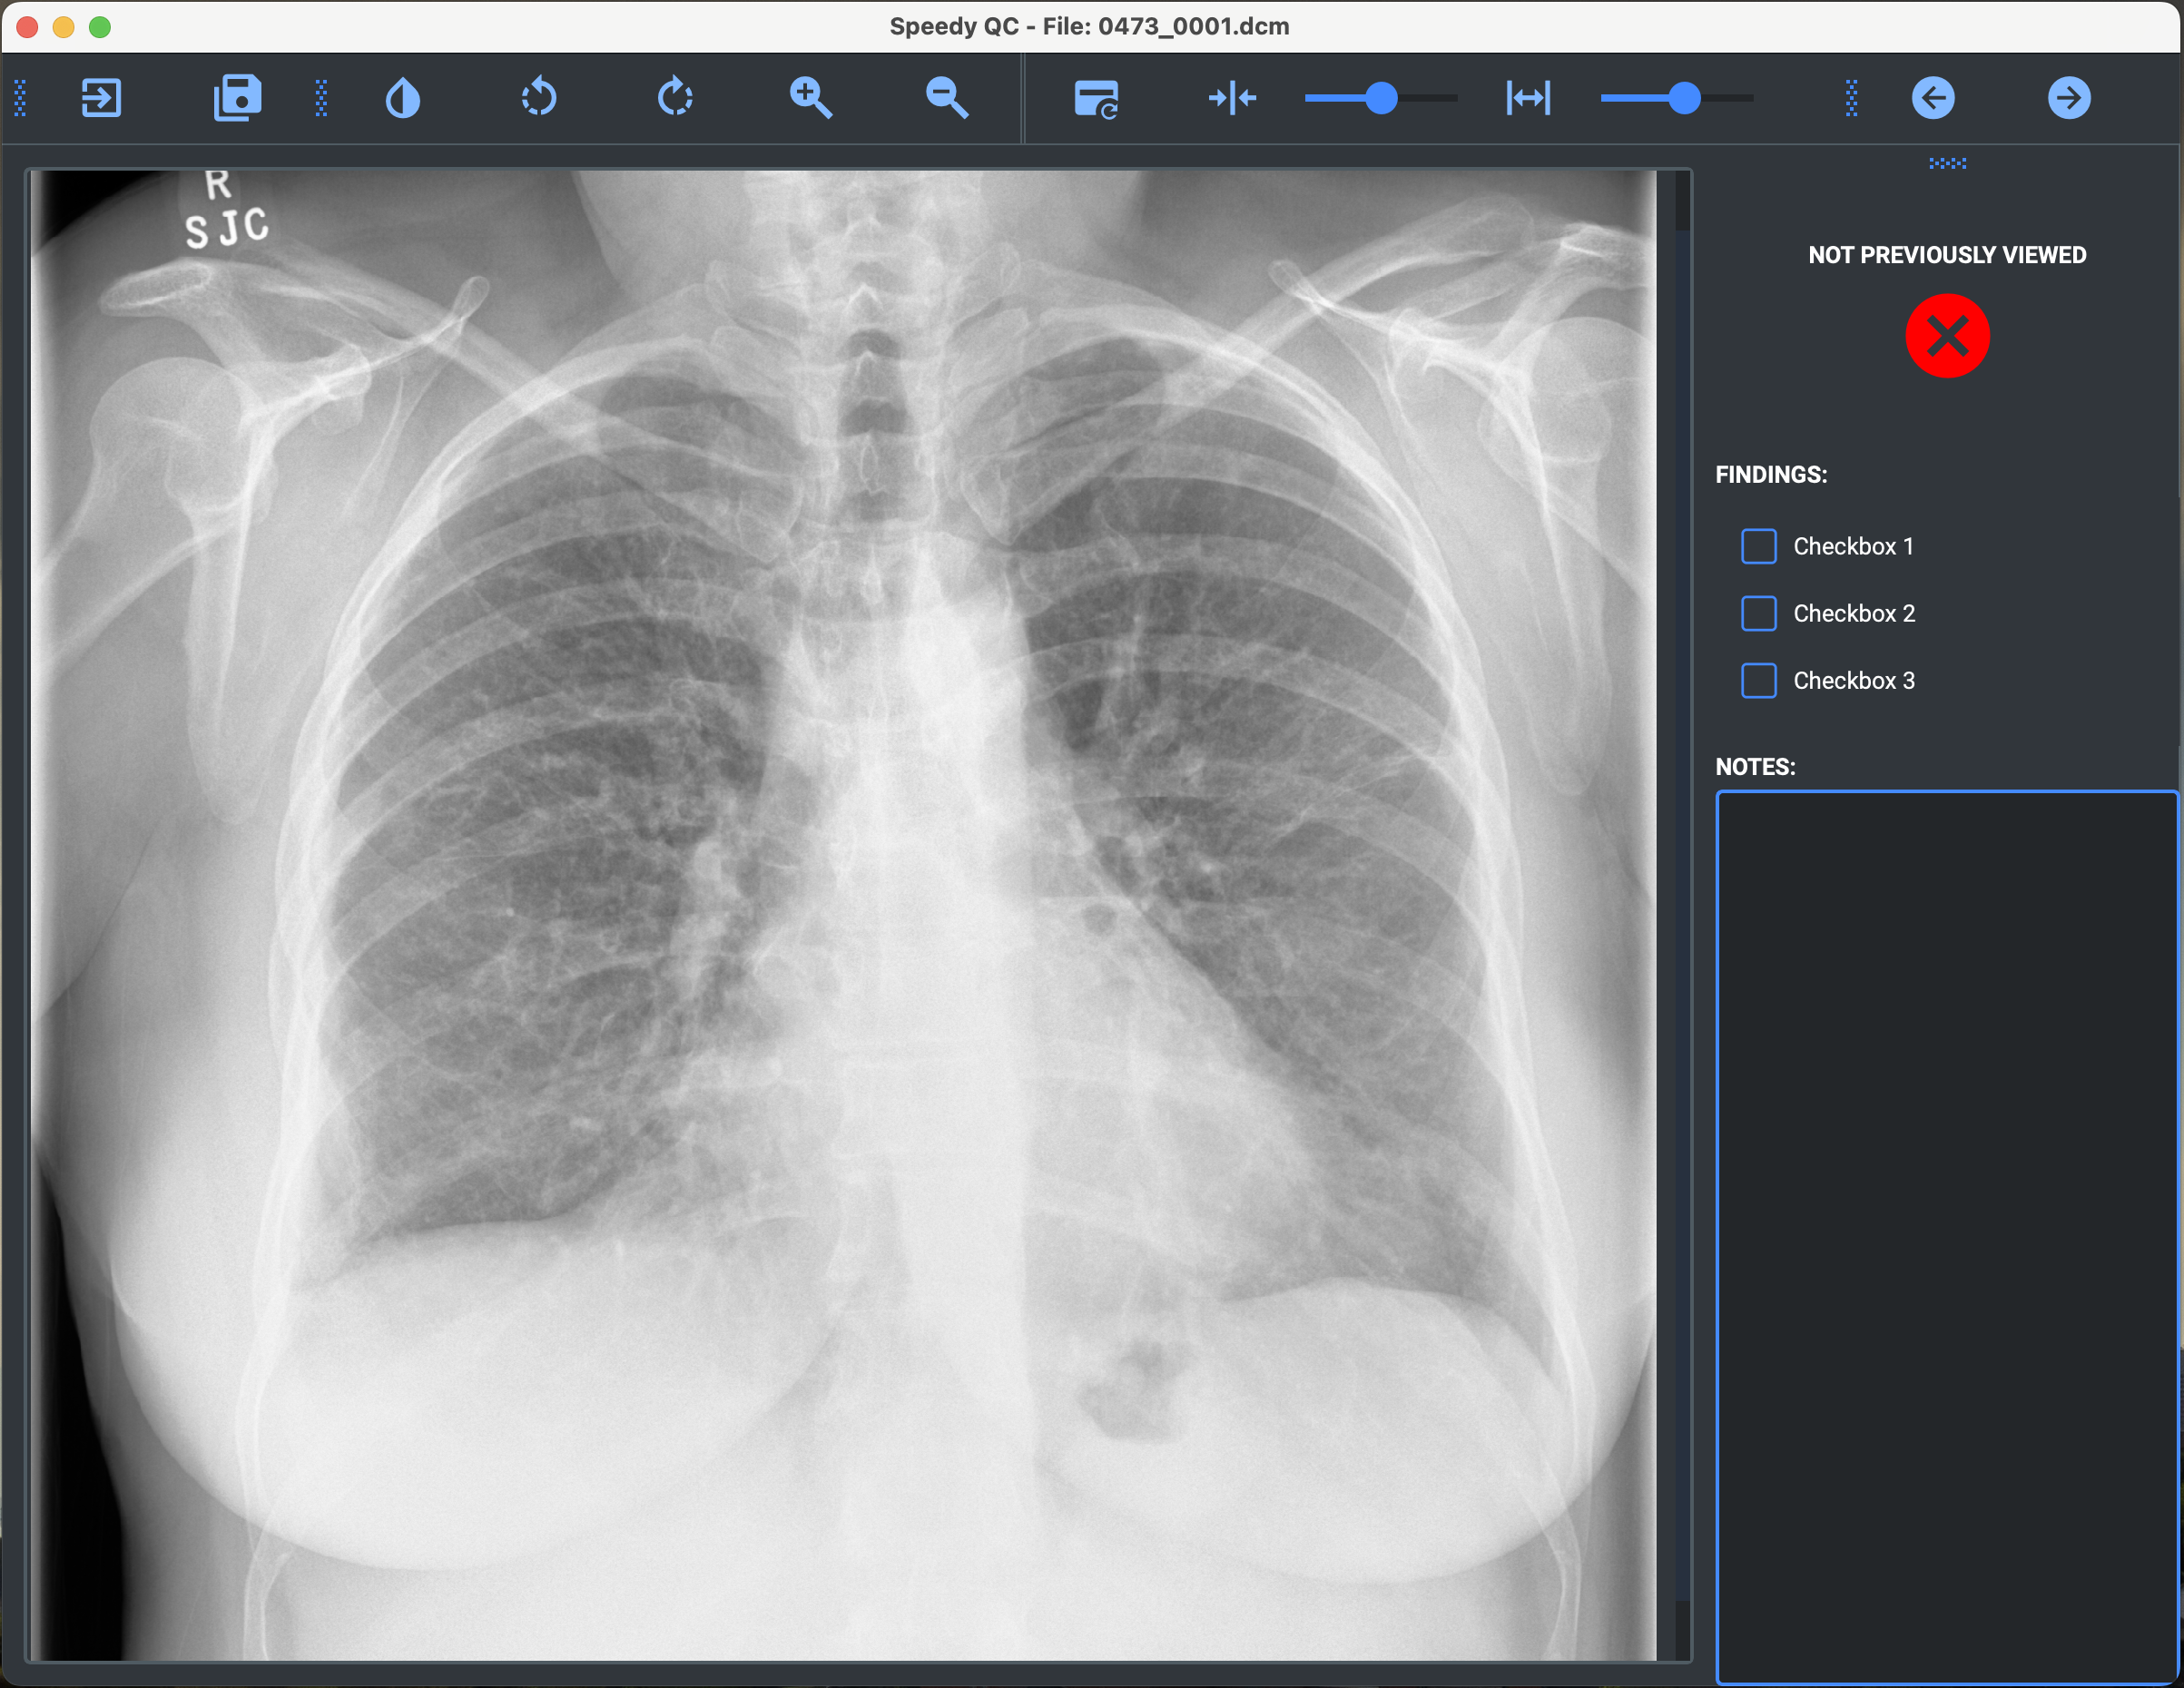 Speedy QC - File: 0473_0001.dcm
R
SJC
NOT PREVIOUSLY VIEWED
FINDINGS:
Checkbox 1
Checkbox 2
Checkbox 3
NOTES: